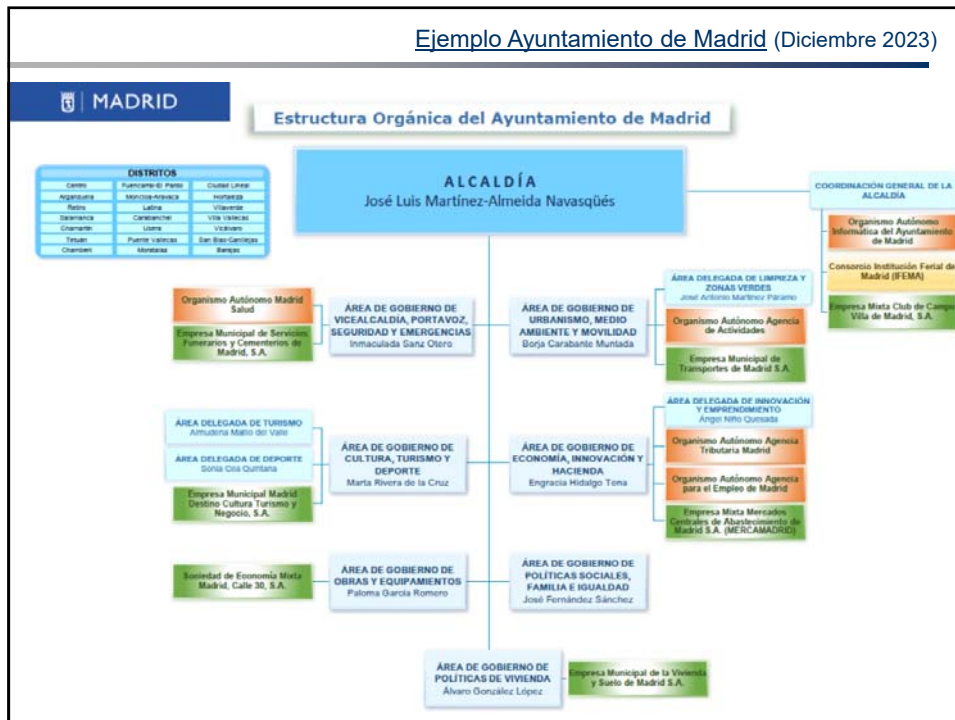 Ejemplo Ayuntamiento de Madrid (Diciembre 2023)
MADRID
Estructura Orgánica del Ayuntamiento de Madrid
DISTRITOS
Centro
Fuencarral-El Pardo
Ciudad Lineal
Arganzuela
Moncloa-Aravaca
Hortaleza
Retiro
Latina
Villaverde
Salamanca
Carabanchel
Villa Vallecas
Chamartín
Usera
Vicálvaro
Tetuán
Puente Vallecas
San Blas-Canillejas
Chamberí
Moratalaz
Barajas
ALCALDÍA
José Luis Martínez-Almeida Navasqüés
COORDINACIÓN GENERAL DE LA
ALCALDÍA
Organismo Autónomo
Informática del Ayuntamiento
de Madrid
Consorcio Institución Ferial de
Madrid (IFEMA)
Empresa Mixta Club de Campo
Villa de Madrid, S.A.
Organismo Autónomo Madrid
Salud
Empresa Municipal de Servicios
Funerarios y Cementerios de
Madrid, S.A.
ÁREA DE GOBIERNO DE
VICEALCALDÍA, PORTAVOZ,
SEGURIDAD Y EMERGENCIAS
Inmaculada Sanz Otero
ÁREA DE GOBIERNO DE
URBANISMO, MEDIO
AMBIENTE Y MOVILIDAD
Borja Carabante Muntada
ÁREA DELEGADA DE LIMPIEZA Y
ZONAS VERDES
José Antonio Martínez Páramo
Organismo Autónomo Agencia
de Actividades
Empresa Municipal de
Transportes de Madrid S.A.
ÁREA DELEGADA DE TURISMO
Almudena Maíllo del Valle
ÁREA DELEGADA DE DEPORTE
Sonia Cea Quintana
Empresa Municipal Madrid
Destino Cultura Turismo y
Negocio, S.A.
ÁREA DE GOBIERNO DE
CULTURA, TURISMO Y
DEPORTE
Marta Rivera de la Cruz
ÁREA DE GOBIERNO DE
ECONOMÍA, INNOVACIÓN Y
HACIENDA
Engracia Hidalgo Tena
ÁREA DELEGADA DE INNOVACIÓN
Y EMPRENDIMIENTO
Ángel Niño Quesada
Organismo Autónomo Agencia
Tributaria Madrid
Organismo Autónomo Agencia
para el Empleo de Madrid
Empresa Mixta Mercados
Centrales de Abastecimiento de
Madrid S.A. (MERCAMADRID)
Sociedad de Economía Mixta
Madrid, Calle 30, S.A.
ÁREA DE GOBIERNO DE
OBRAS Y EQUIPAMIENTOS
Paloma García Romero
ÁREA DE GOBIERNO DE
POLÍTICAS SOCIALES,
FAMILIA E IGUALDAD
José Fernández Sánchez
ÁREA DE GOBIERNO DE
POLÍTICAS DE VIVIENDA
Álvaro González López
Empresa Municipal de la Vivienda
y Suelo de Madrid S.A.